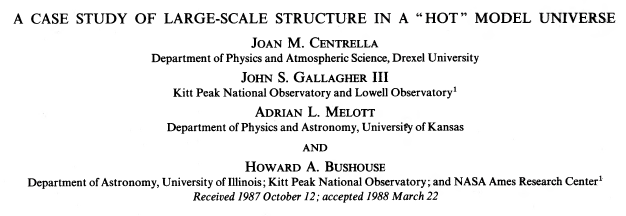 A CASE STUDY OF LARGE-SCALE STRUCTURE IN A “HOT” MODEL UNIVERSE
JOAN M. CENTRELLA
Department of Physics and Atmospheric Science, Drexel University
JOHN S. GALLAGHER III
Kitt Peak National Observatory and Lowell Observatory¹
ADRIAN L. MELOTT
Department of Physics and Astronomy, University of Kansas
AND
HOWARD A. BUSHOUSE
Department of Astronomy, University of Illinois; Kitt Peak National Observatory; and NASA Ames Research Center¹
Received 1987 October 12; accepted 1988 March 22